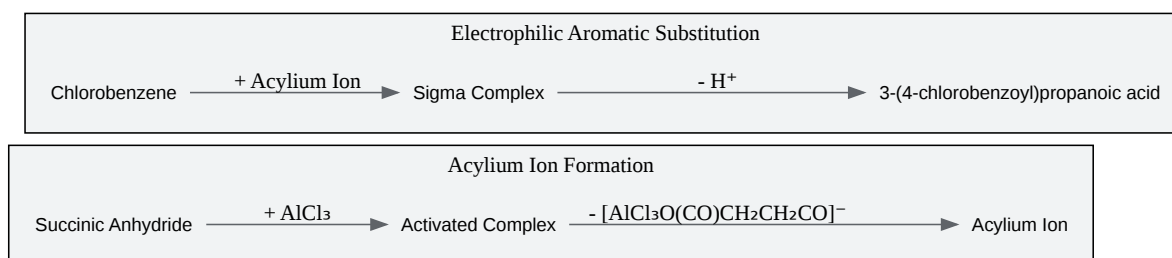 Electrophilic Aromatic Substitution
+ Acylium Ion
- H⁺
Chlorobenzene Sigma Complex 3-(4-chlorobenzoyl)propanoic acid
Acylium Ion Formation
+ AlCl₃ - [AlCl₃O(CO)CH₂CH₂CO]⁻
Succinic Anhydride Activated Complex Acylium Ion